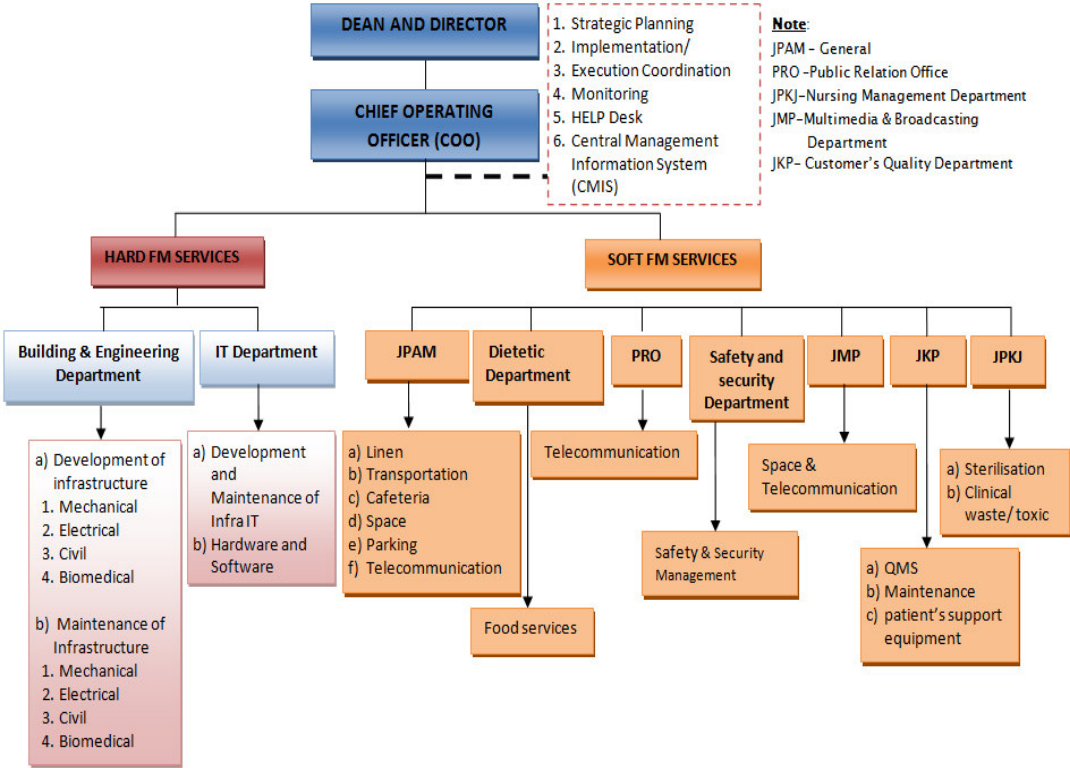 DEAN AND DIRECTOR
CHIEF OPERATING
OFFICER (COO)
1. Strategic Planning
2. Implementation/
3. Execution Coordination
4. Monitoring
5. HELP Desk
6. Central Management
Information System
(CMIS)
Note:
JPAM – General
PRO –Public Relation Office
JPKJ–Nursing Management Department
JMP–Multimedia & Broadcasting
Department
JKP– Customer's Quality Department
HARD FM SERVICES
SOFT FM SERVICES
Building & Engineering
Department
IT Department
JPAM
Dietetic
Department
PRO
Safety and
security
Department
JMP
JKP
JPKJ
a) Development of
infrastructure
1. Mechanical
2. Electrical
3. Civil
4. Biomedical
b) Maintenance of
Infrastructure
1. Mechanical
2. Electrical
3. Civil
4. Biomedical
a) Development
and
Maintenance of
Infra IT
b) Hardware and
Software
a) Linen
b) Transportation
c) Cafeteria
d) Space
e) Parking
f) Telecommunication
Food services
Telecommunication
Safety & Security
Management
Space &
Telecommunication
a) QMS
b) Maintenance
c) patient's support
equipment
a) Sterilisation
b) Clinical
waste/ toxic